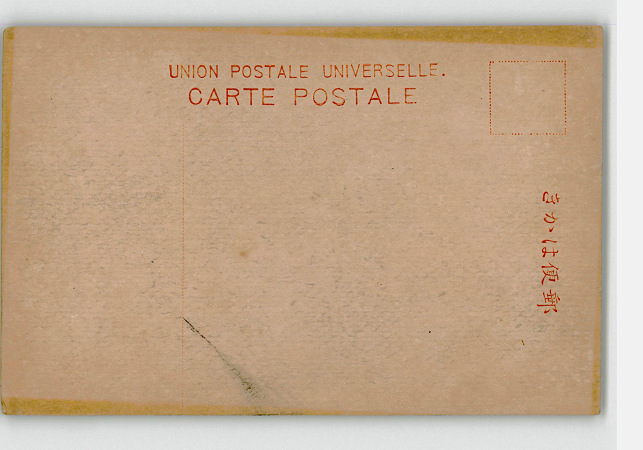 UNION POSTALE UNIVERSELLE.
CARTE POSTALE
きかは便郵